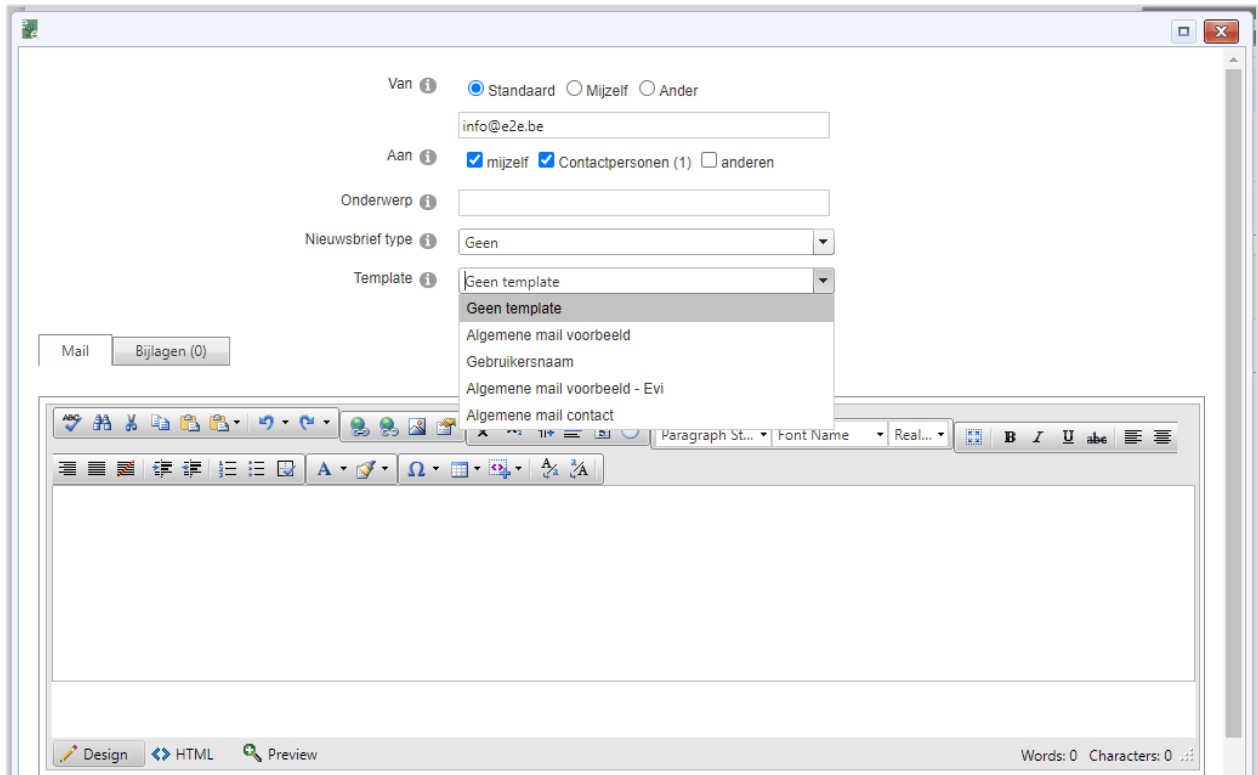 Van
Standaard Mijzelf Ander
info@e2e.be
Aan
mijzelf Contactpersonen (1) anderen
Onderwerp
Nieuwsbrief type
Geen
Template
Geen template
Geen template
Algemene mail voorbeeld
Gebruikersnaam
Algemene mail voorbeeld - Evi
Algemene mail contact
Mail Bijlagen (0)
Paragraph St... Font Name Real... B I U abc
A Ω
Design HTML Preview Words: 0 Characters: 0